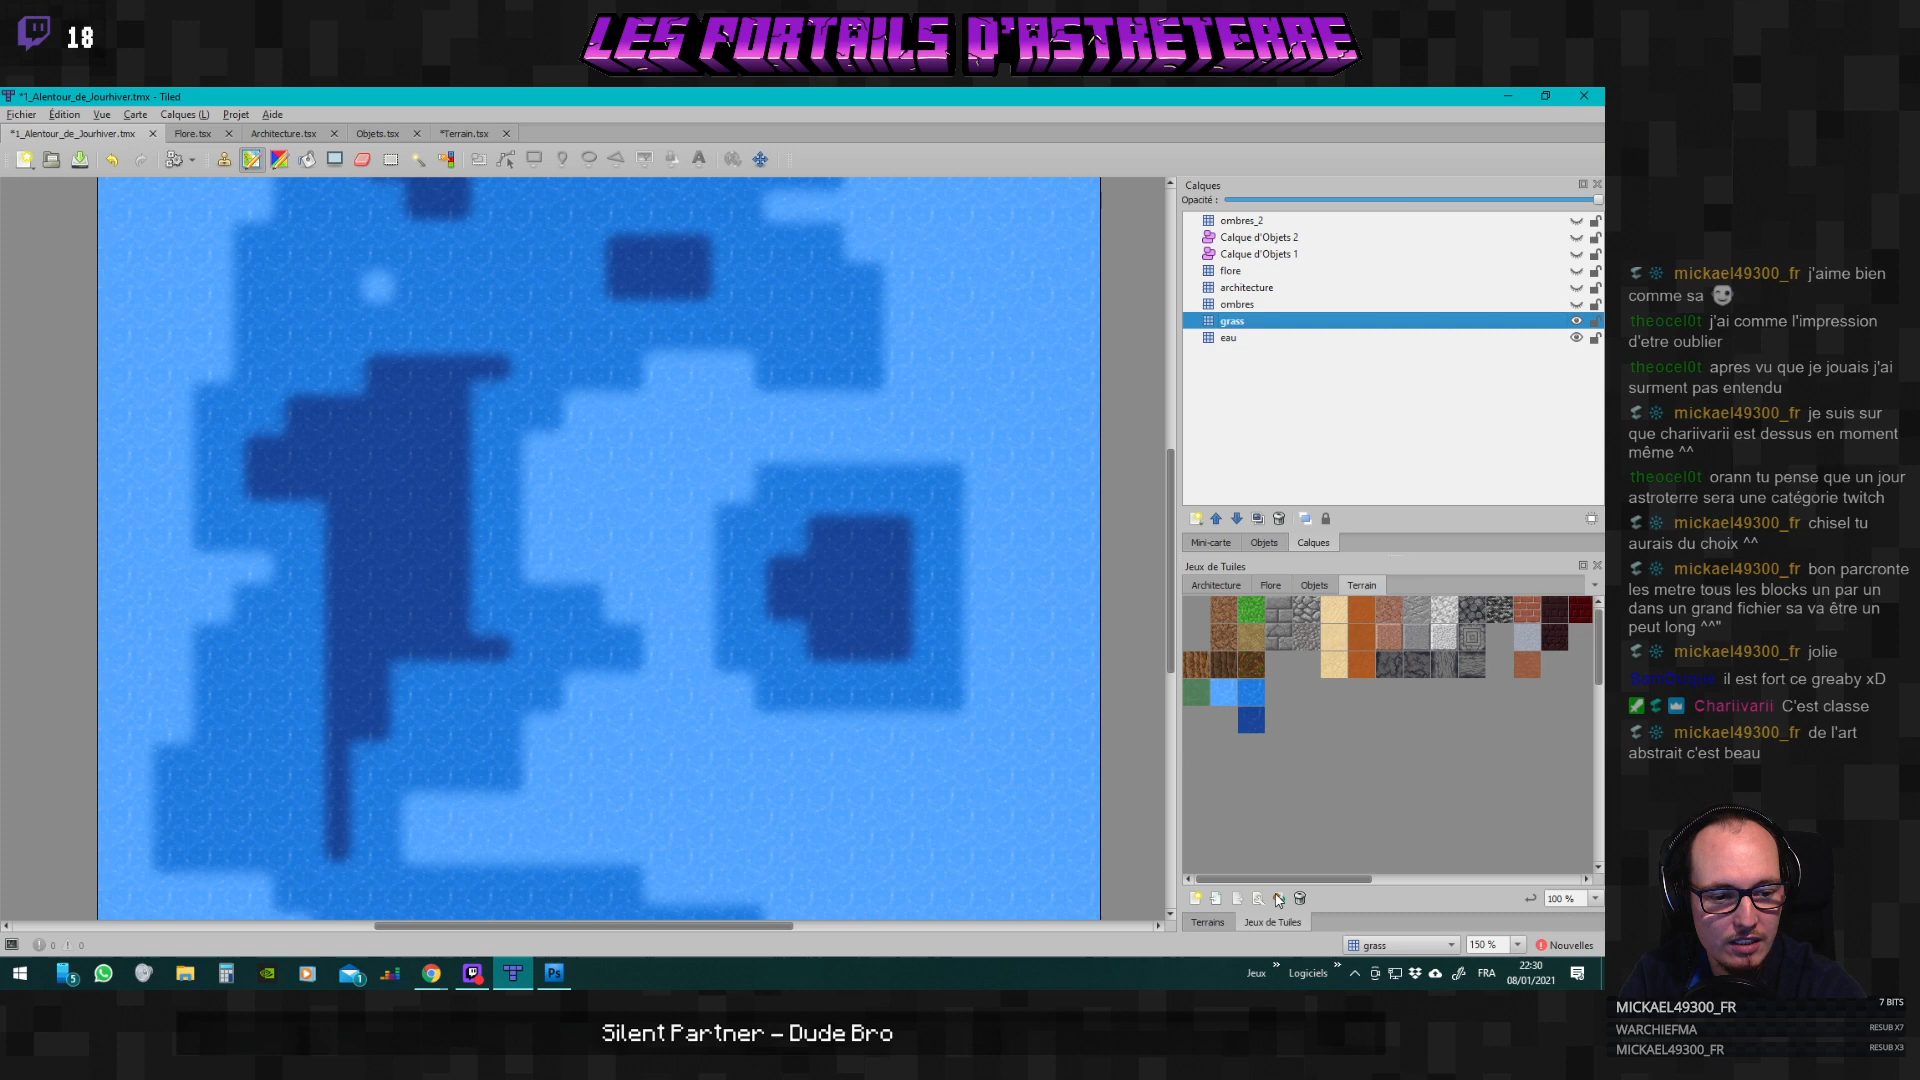 18
LES PORTAILS D'ASTRETERRE
*1_Alentour_de_Jourhiver.tmx - Tiled
Fichier Édition Vue Carte Calques (L) Projet Aide
*1_Alentour_de_Jourhiver.tmx Flore.tsx Architecture.tsx Objets.tsx *Terrain.tsx
Calques
Opacité :
ombres_2
Calque d'Objets 2
Calque d'Objets 1
flore
architecture
ombres
grass
eau
Mini-carte Objets Calques
Jeux de Tuiles
Architecture Flore Objets Terrain
100 %
Terrains Jeux de Tuiles
0 0
grass 150 % Nouvelles
5 1 Ps Jeux » Logiciels » FRA 22:30
08/01/2021
mickael49300_fr j'aime bien
comme sa
theocel0t j'ai comme l'impression
d'etre oublier
theocel0t apres vu que je jouais j'ai
surment pas entendu
mickael49300_fr je suis sur
que chariivarii est dessus en moment
même ^^
theocel0t orann tu pense que un jour
astroterre sera une catégorie twitch
mickael49300_fr chisel tu
aurais du choix ^^
mickael49300_fr bon parcronte
les metre tous les blocks un par un
dans un grand fichier sa va être un
peut long ^^"
mickael49300_fr jolie
SamDuque il est fort ce greaby xD
Chariivarii C'est classe
mickael49300_fr de l'art
abstrait c'est beau
MICKAEL49300_FR 7 BITS
WARCHIEFMA RESUB X7
MICKAEL49300_FR RESUB X3
Silent Partner – Dude Bro